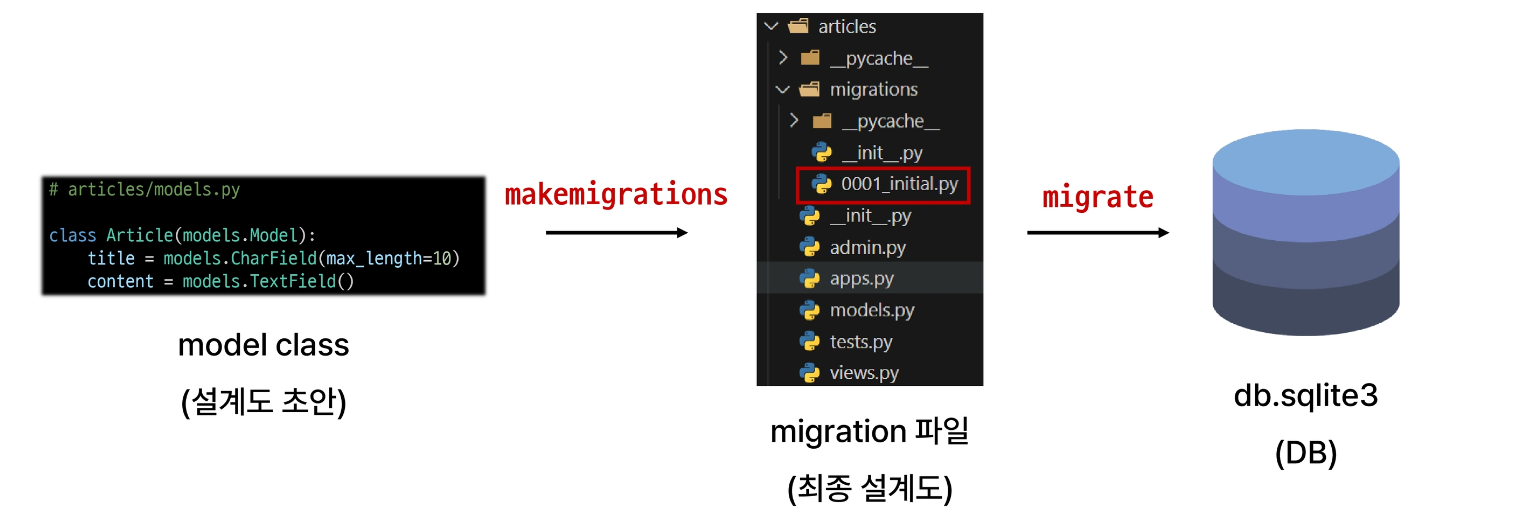 # articles/models.py
class Article(models.Model):
title = models.CharField(max_length=10)
content = models.TextField()
model class
(설계도 초안)
makemigrations
articles
__pycache__
migrations
__pycache__
__init__.py
0001_initial.py
__init__.py
admin.py
apps.py
models.py
tests.py
views.py
migration 파일
(최종 설계도)
migrate
db.sqlite3
(DB)